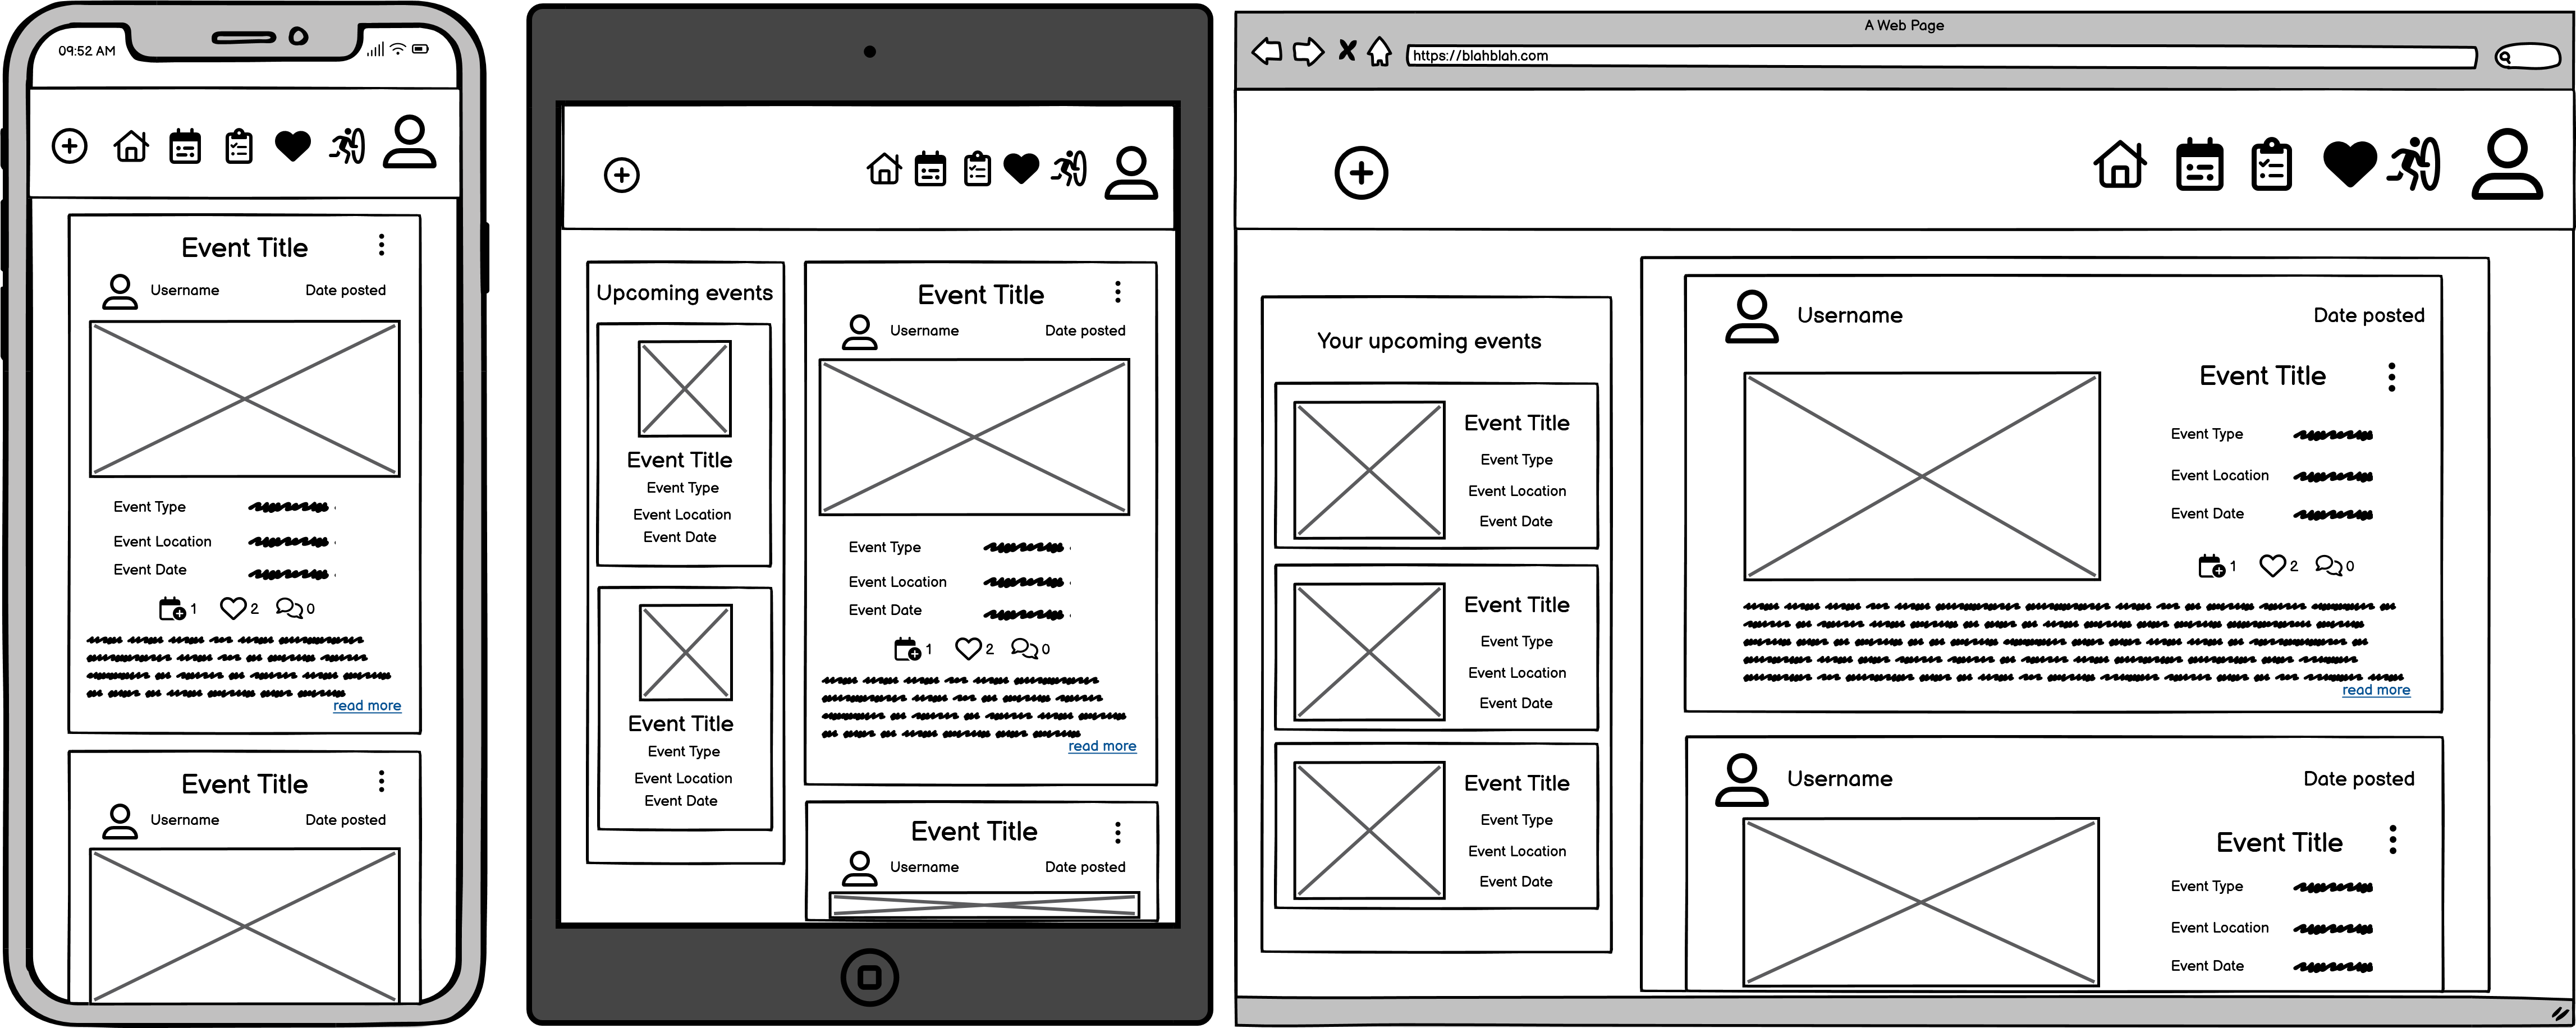 09:52 AM
Event Title
Username Date posted
Event Type
Event Location
Event Date
1 2 0
read more
Event Title
Username Date posted
Upcoming events
Event Title
Event Type
Event Location
Event Date
Event Title
Event Type
Event Location
Event Date
Event Title
Username Date posted
Event Type
Event Location
Event Date
1 2 0
read more
Event Title
Username Date posted
A Web Page
https://blahblah.com
Your upcoming events
Event Title
Event Type
Event Location
Event Date
Event Title
Event Type
Event Location
Event Date
Event Title
Event Type
Event Location
Event Date
Username Date posted
Event Title
Event Type
Event Location
Event Date
1 2 0
read more
Username Date posted
Event Title
Event Type
Event Location
Event Date